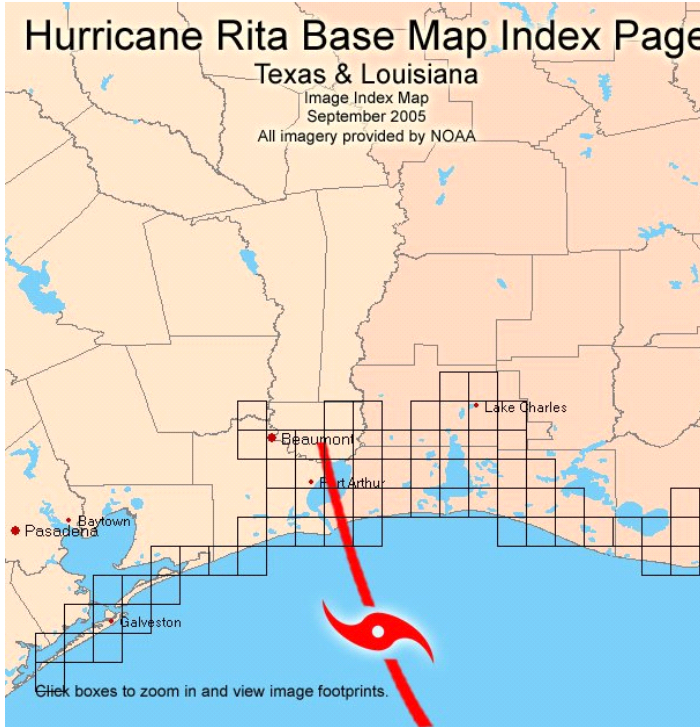 Hurricane Rita Base Map Index Page
Texas & Louisiana
Image Index Map
September 2005
All imagery provided by NOAA
Lake Charles
Beaumont
Port Arthur
Baytown
Pasadena
Galveston
Click boxes to zoom in and view image footprints.